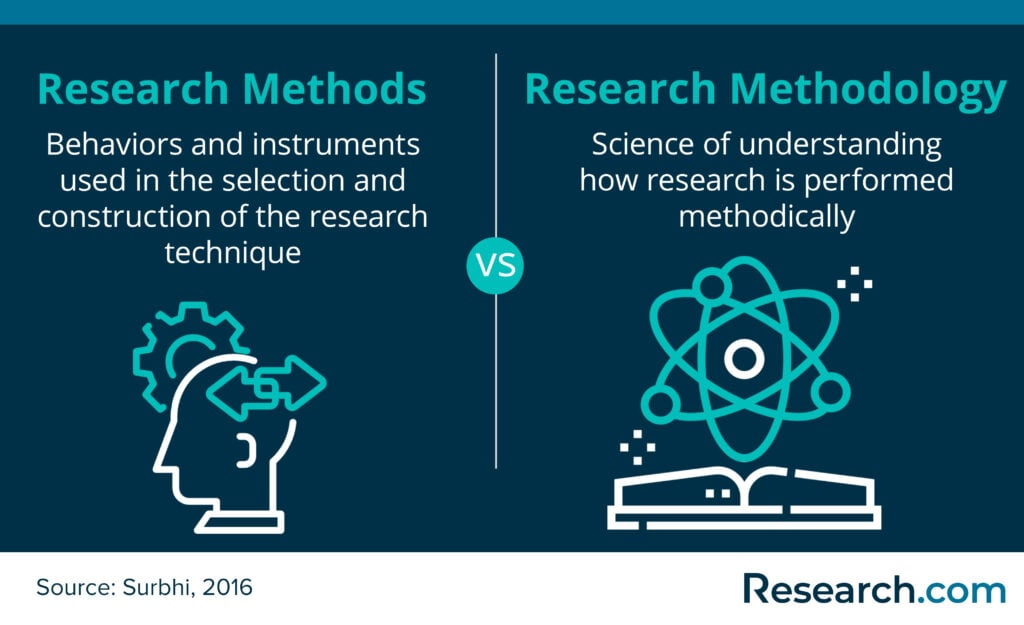 Research Methods
Behaviors and instruments
used in the selection and
construction of the research
technique
VS
Research Methodology
Science of understanding
how research is performed
methodically
Source: Surbhi, 2016
Research.com